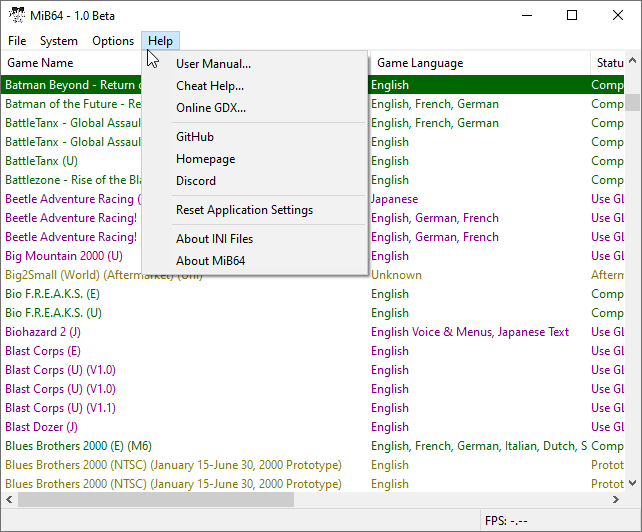 MiB64 - 1.0 Beta
File System Options Help
Game Name Game Language Statu
User Manual...
Cheat Help...
Online GDX...
GitHub
Homepage
Discord
Reset Application Settings
About INI Files
About MiB64
Batman Beyond - Return o English Comp
Batman of the Future - Re English, French, German Comp
BattleTanx - Global Assaul English, French, German Comp
BattleTanx - Global Assaul English Comp
BattleTanx (U) English Comp
Battlezone - Rise of the Bla English Comp
Beetle Adventure Racing ( Japanese Use GL
Beetle Adventure Racing! English, German, French Use GL
Beetle Adventure Racing! English, German, French Use GL
Big Mountain 2000 (U) English Use GL
Big2Small (World) (Aftermarket) (Unl) Unknown Afterm
Bio F.R.E.A.K.S. (E) English Comp
Bio F.R.E.A.K.S. (U) English Comp
Biohazard 2 (J) English Voice & Menus, Japanese Text Use GL
Blast Corps (E) English Use GL
Blast Corps (U) (V1.0) English Use GL
Blast Corps (U) (V1.0) English Use GL
Blast Corps (U) (V1.1) English Use GL
Blast Dozer (J) English Use GL
Blues Brothers 2000 (E) (M6) English, French, German, Italian, Dutch, S Comp
Blues Brothers 2000 (NTSC) (January 15-June 30, 2000 Prototype) English Protot
Blues Brothers 2000 (NTSC) (January 15-June 30, 2000 Prototype) English Protot
FPS: -.--